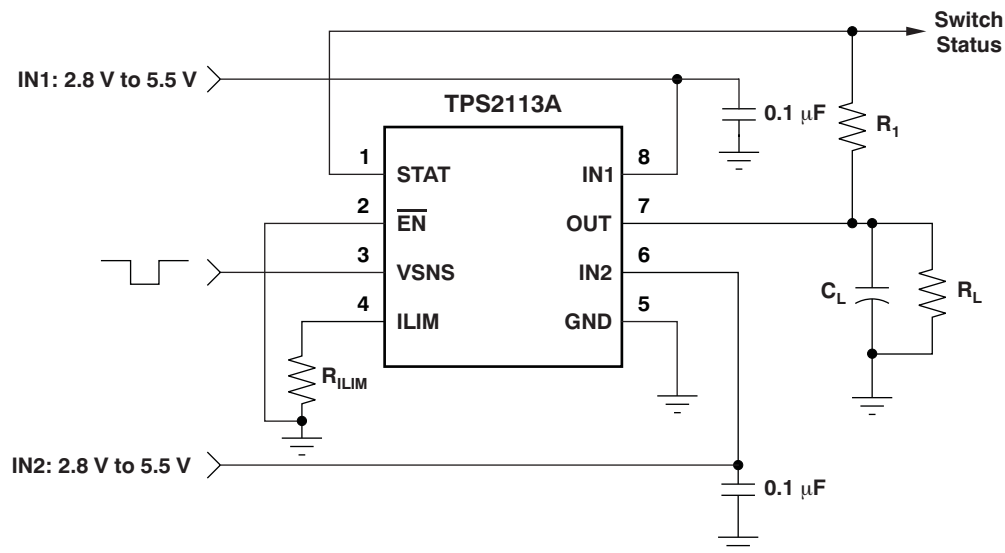 Switch
Status
IN1: 2.8 V to 5.5 V
TPS2113A
0.1 μF
R1
1
STAT
IN1
8
2
EN
OUT
7
3
VSNS
IN2
6
4
ILIM
GND
5
CL
RL
RILIM
IN2: 2.8 V to 5.5 V
0.1 μF